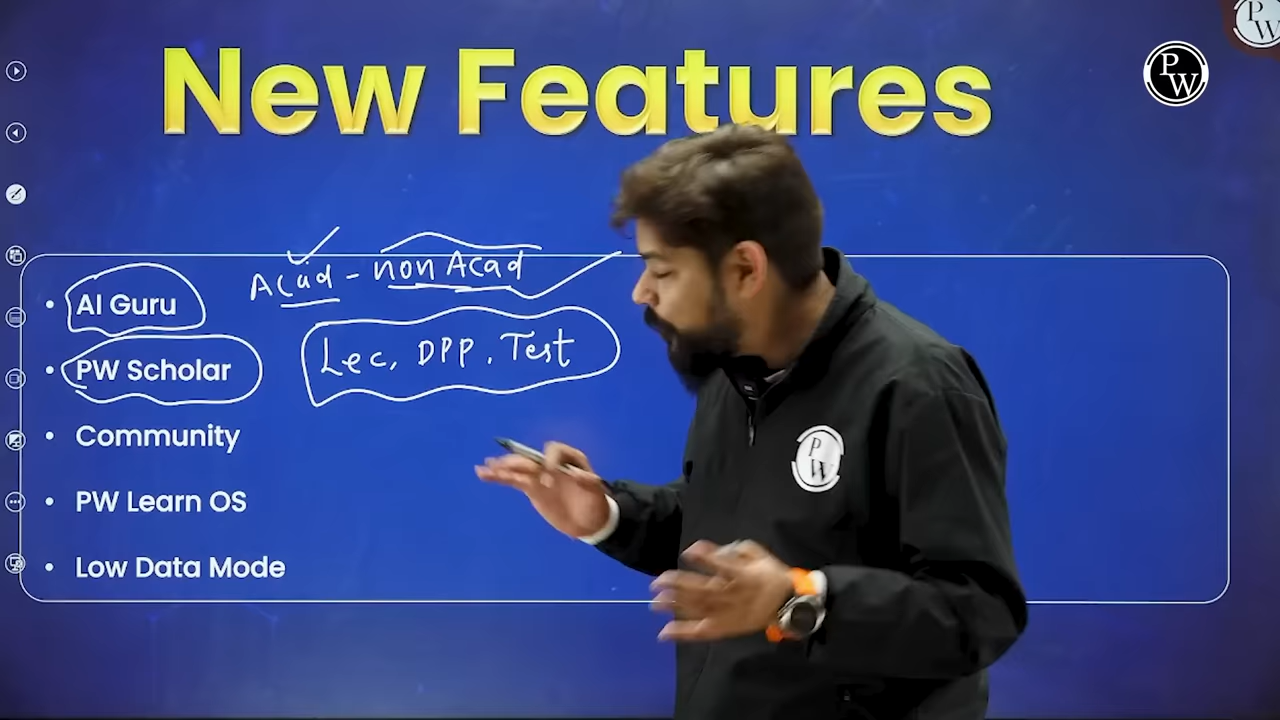 PW
PW
New Features
Acad - non Acad
• AI Guru
Lec, DPP, Test
• PW Scholar
PW
• Community
• PW Learn OS
• Low Data Mode